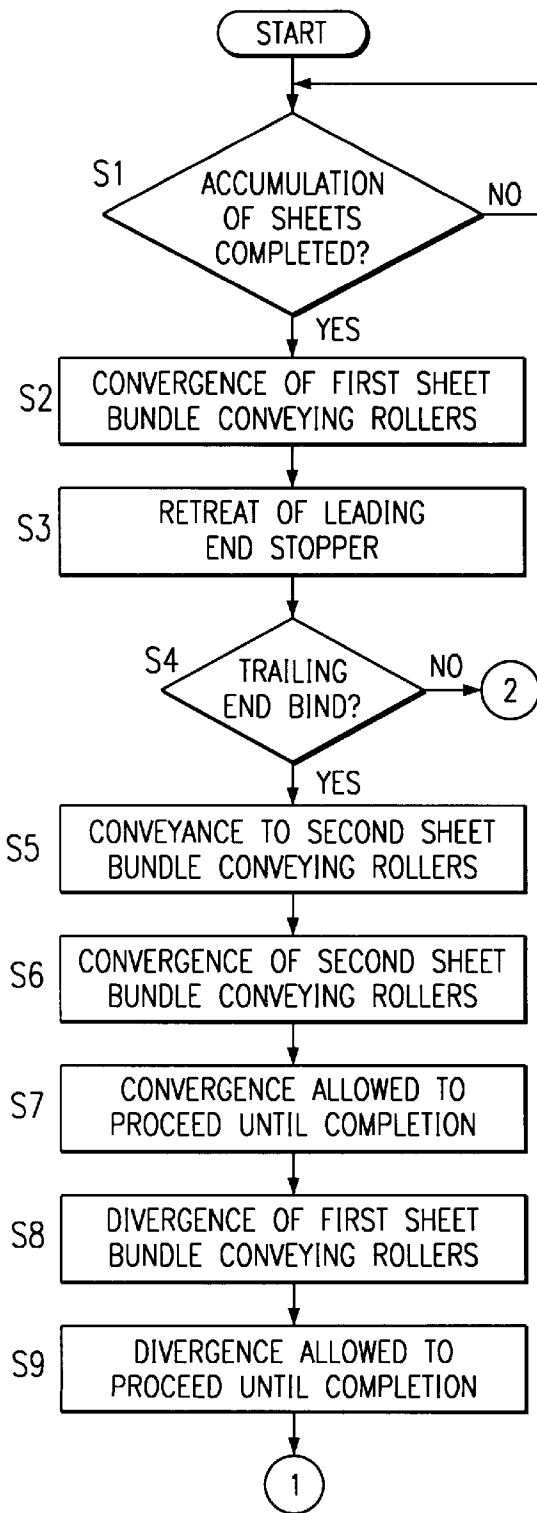 START
S1
ACCUMULATION
OF SHEETS
COMPLETED?
NO
YES
S2
CONVERGENCE OF FIRST SHEET
BUNDLE CONVEYING ROLLERS
S3
RETREAT OF LEADING
END STOPPER
S4
TRAILING
END BIND?
NO
2
YES
S5
CONVEYANCE TO SECOND SHEET
BUNDLE CONVEYING ROLLERS
S6
CONVERGENCE OF SECOND SHEET
BUNDLE CONVEYING ROLLERS
S7
CONVERGENCE ALLOWED TO
PROCEED UNTIL COMPLETION
S8
DIVERGENCE OF FIRST SHEET
BUNDLE CONVEYING ROLLERS
S9
DIVERGENCE ALLOWED TO
PROCEED UNTIL COMPLETION
1